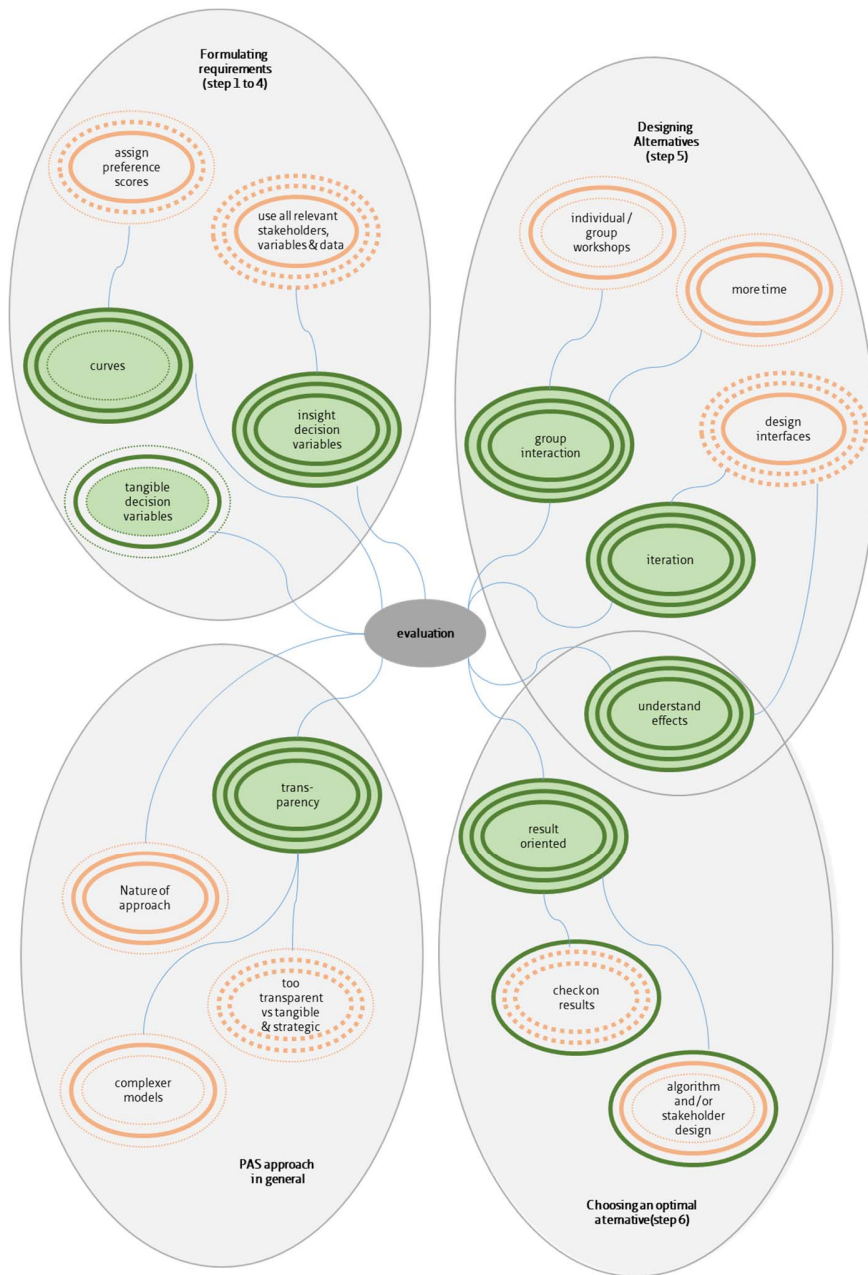 Formulating
requirements
(step 1 to 4)
assign
preference
scores
use all relevant
stakeholders,
variables & data
curves
insight
decision
variables
tangible
decision
variables
Designing
Alternatives
(step 5)
individual /
group
workshops
more time
design
interfaces
group
interaction
iteration
evaluation
understand
effects
trans-
parency
Nature of
approach
too
transparent
vs tangible
& strategic
complexer
models
PAS approach
in general
result
oriented
check on
results
algorithm
and/or
stakeholder
design
Choosing an optimal
aternative(step 6)